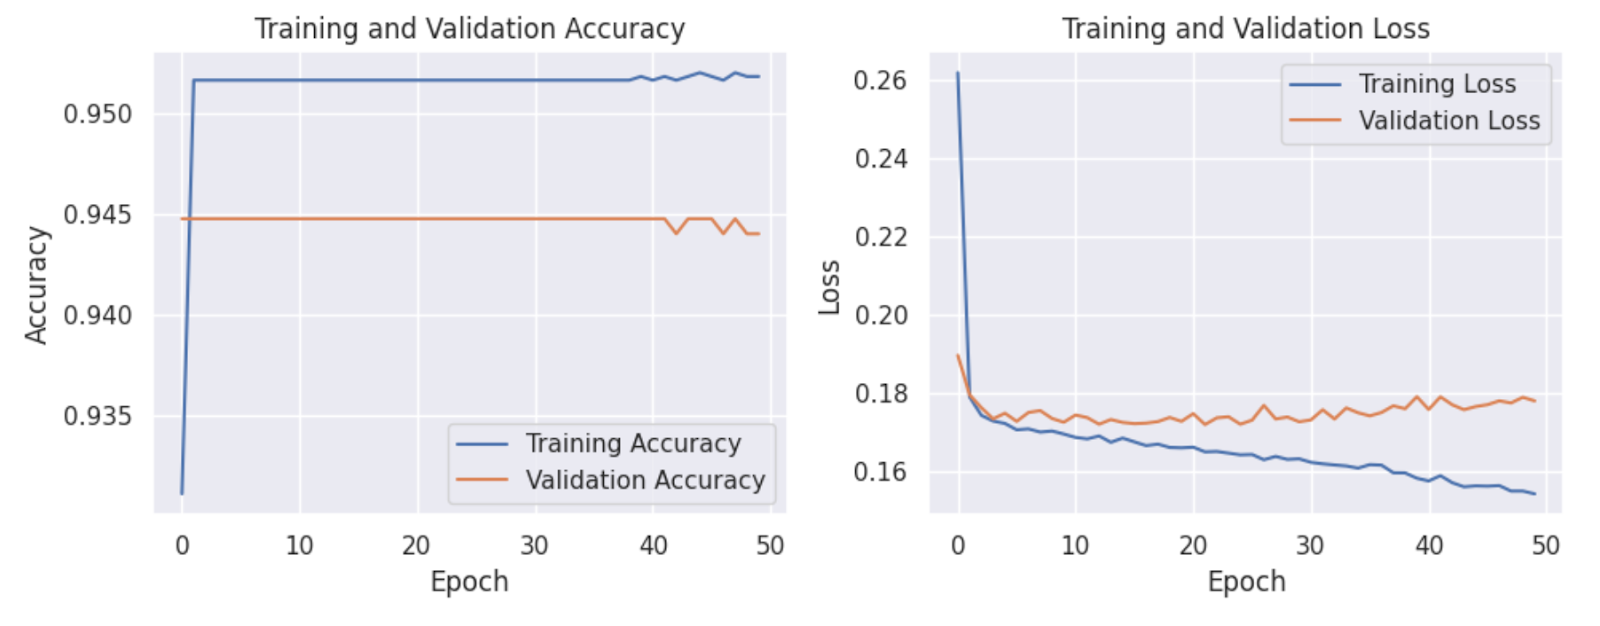 Training and Validation Accuracy
Accuracy
0.950
0.945
0.940
0.935
Training Accuracy
Validation Accuracy
0 10 20 30 40 50
Epoch
Training and Validation Loss
Loss
0.26
0.24
0.22
0.20
0.18
0.16
Training Loss
Validation Loss
0 10 20 30 40 50
Epoch